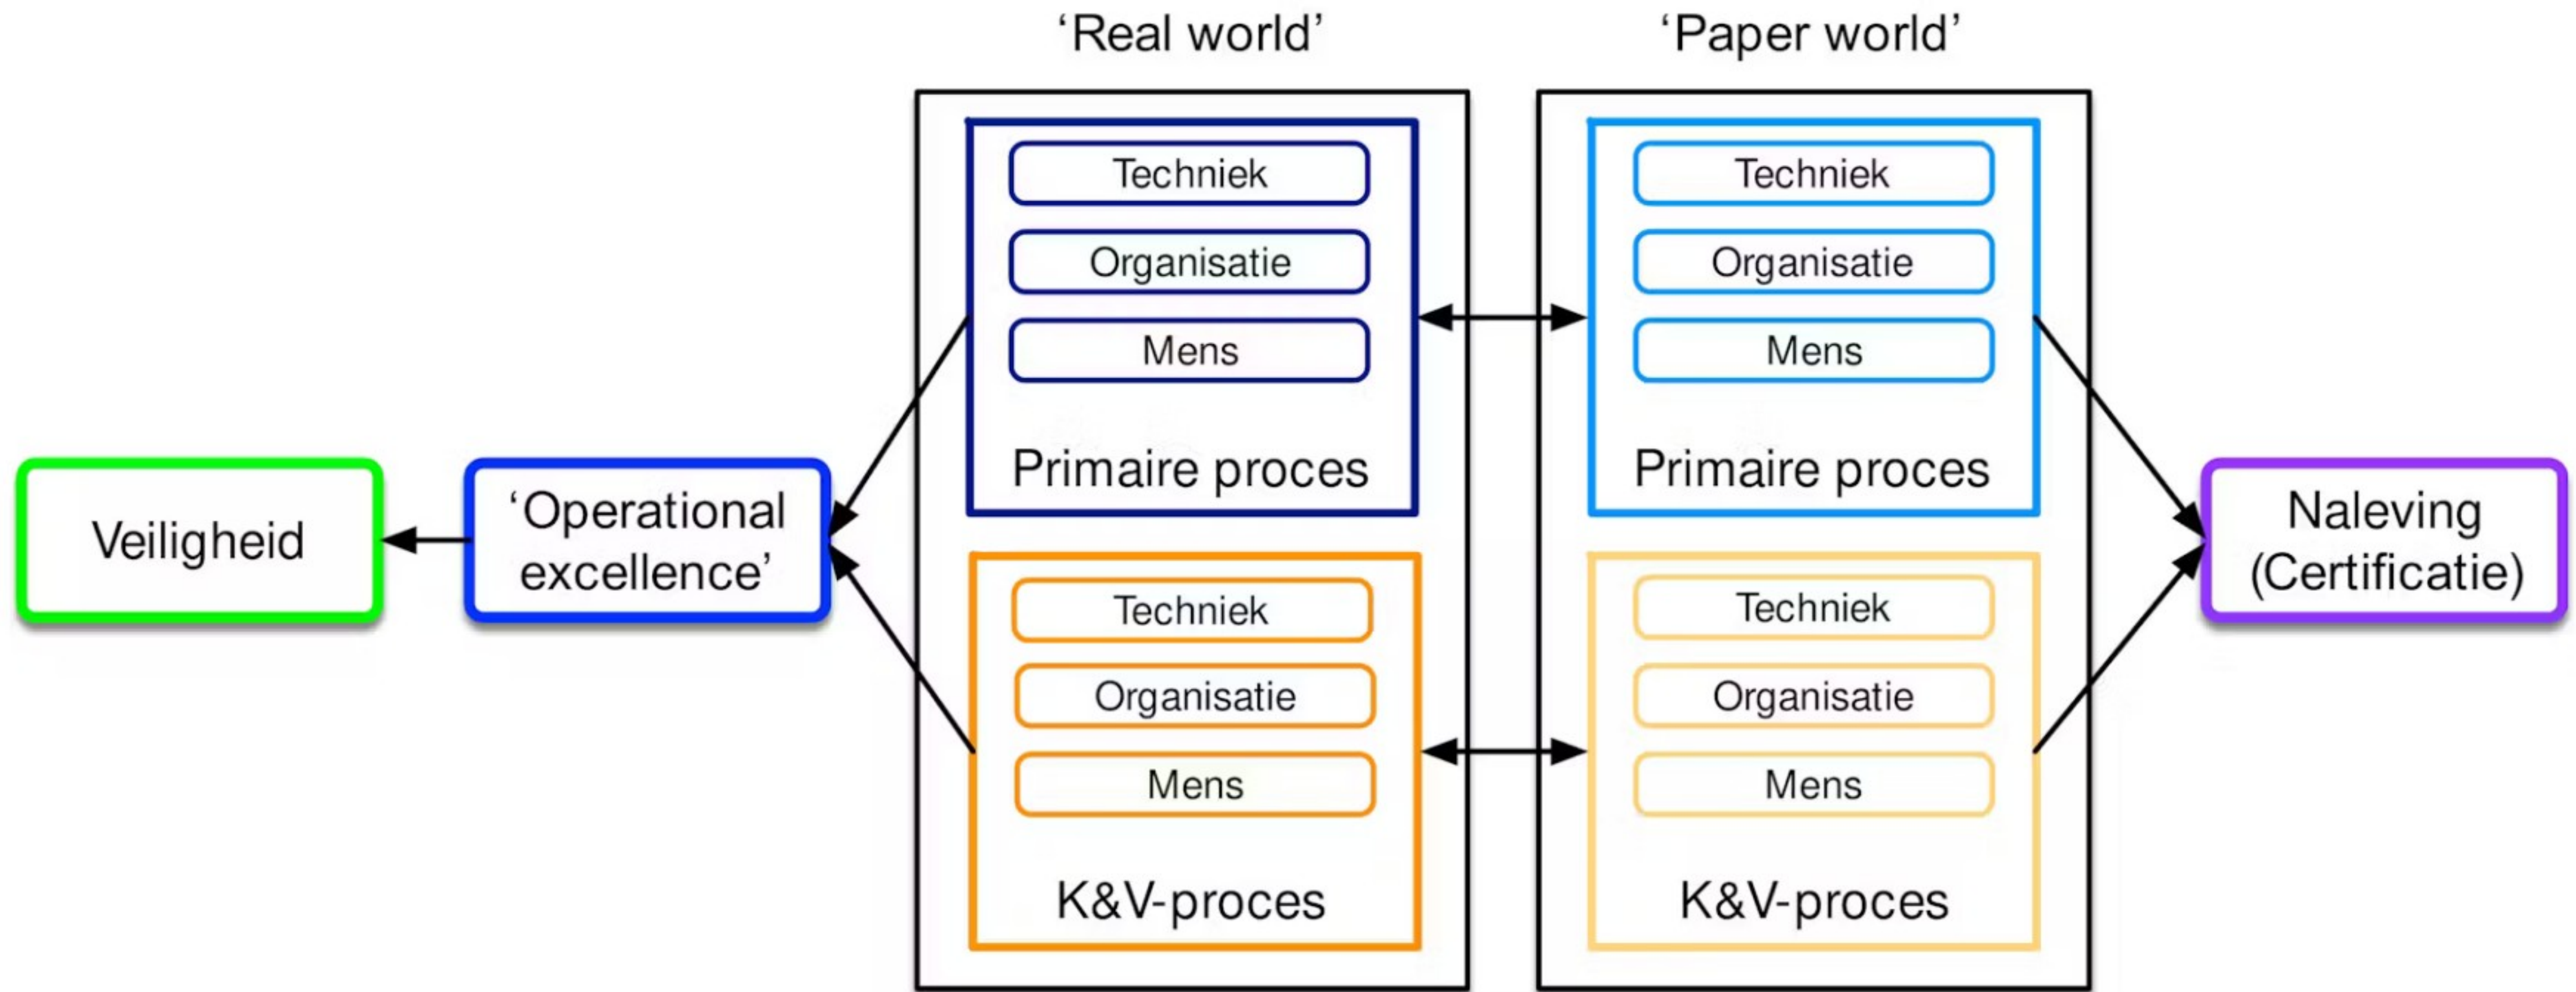 ‘Real world’
‘Paper world’
Techniek
Organisatie
Mens
Primaire proces
Techniek
Organisatie
Mens
Primaire proces
Veiligheid
‘Operational
excellence’
Naleving
(Certificatie)
Techniek
Organisatie
Mens
K&V-proces
Techniek
Organisatie
Mens
K&V-proces